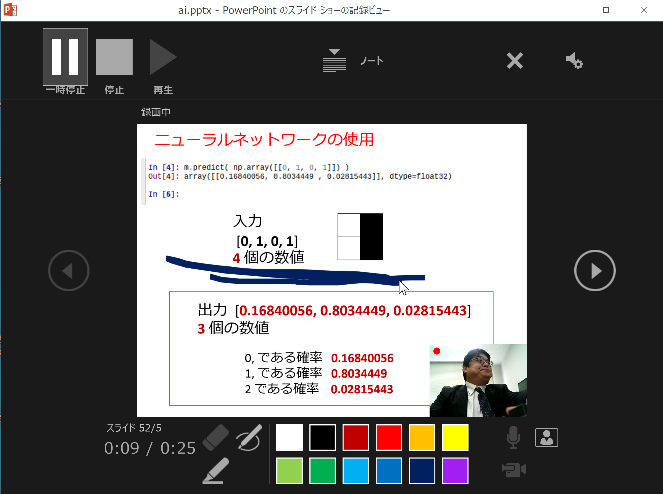 ai.pptx - PowerPoint のスライド ショーの記録ビュー
一時停止
停止
再生
ノート
録画中
ニューラルネットワークの使用
In [4]: m.predict( np.array([[0, 1, 0, 1]]) )
Out[4]: array([[0.16840056, 0.8034449 , 0.02815443]], dtype=float32)
In [5]:
入力
[0, 1, 0, 1]
4 個の数値
出力 [0.16840056, 0.8034449, 0.02815443]
3 個の数値
0, である確率 0.16840056
1, である確率 0.8034449
2 である確率 0.02815443
スライド 52/5
0:09 / 0:25